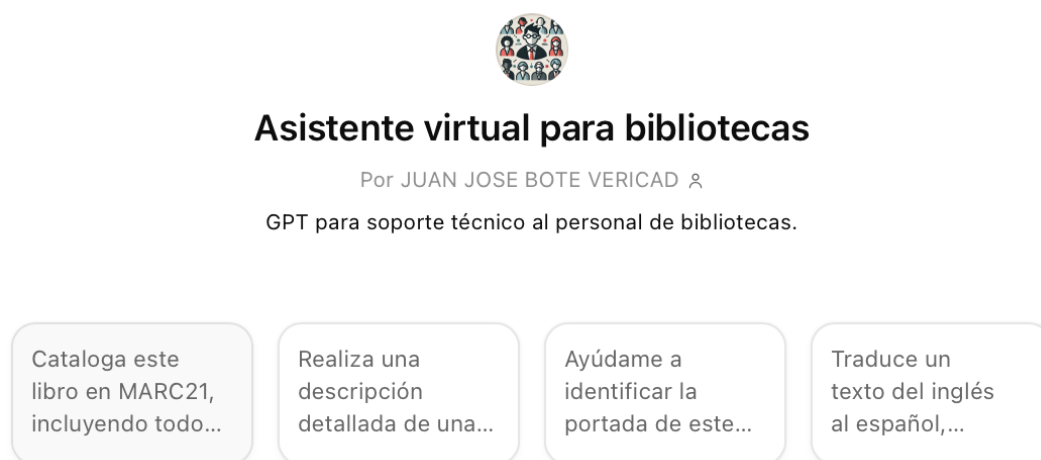 Asistente virtual para bibliotecas
Por JUAN JOSE BOTE VERICAD
GPT para soporte técnico al personal de bibliotecas.
Cataloga este
libro en MARC21,
incluyendo todo...
Realiza una
descripción
detallada de una...
Ayúdame a
identificar la
portada de este...
Traduce un
texto del inglés
al español,...